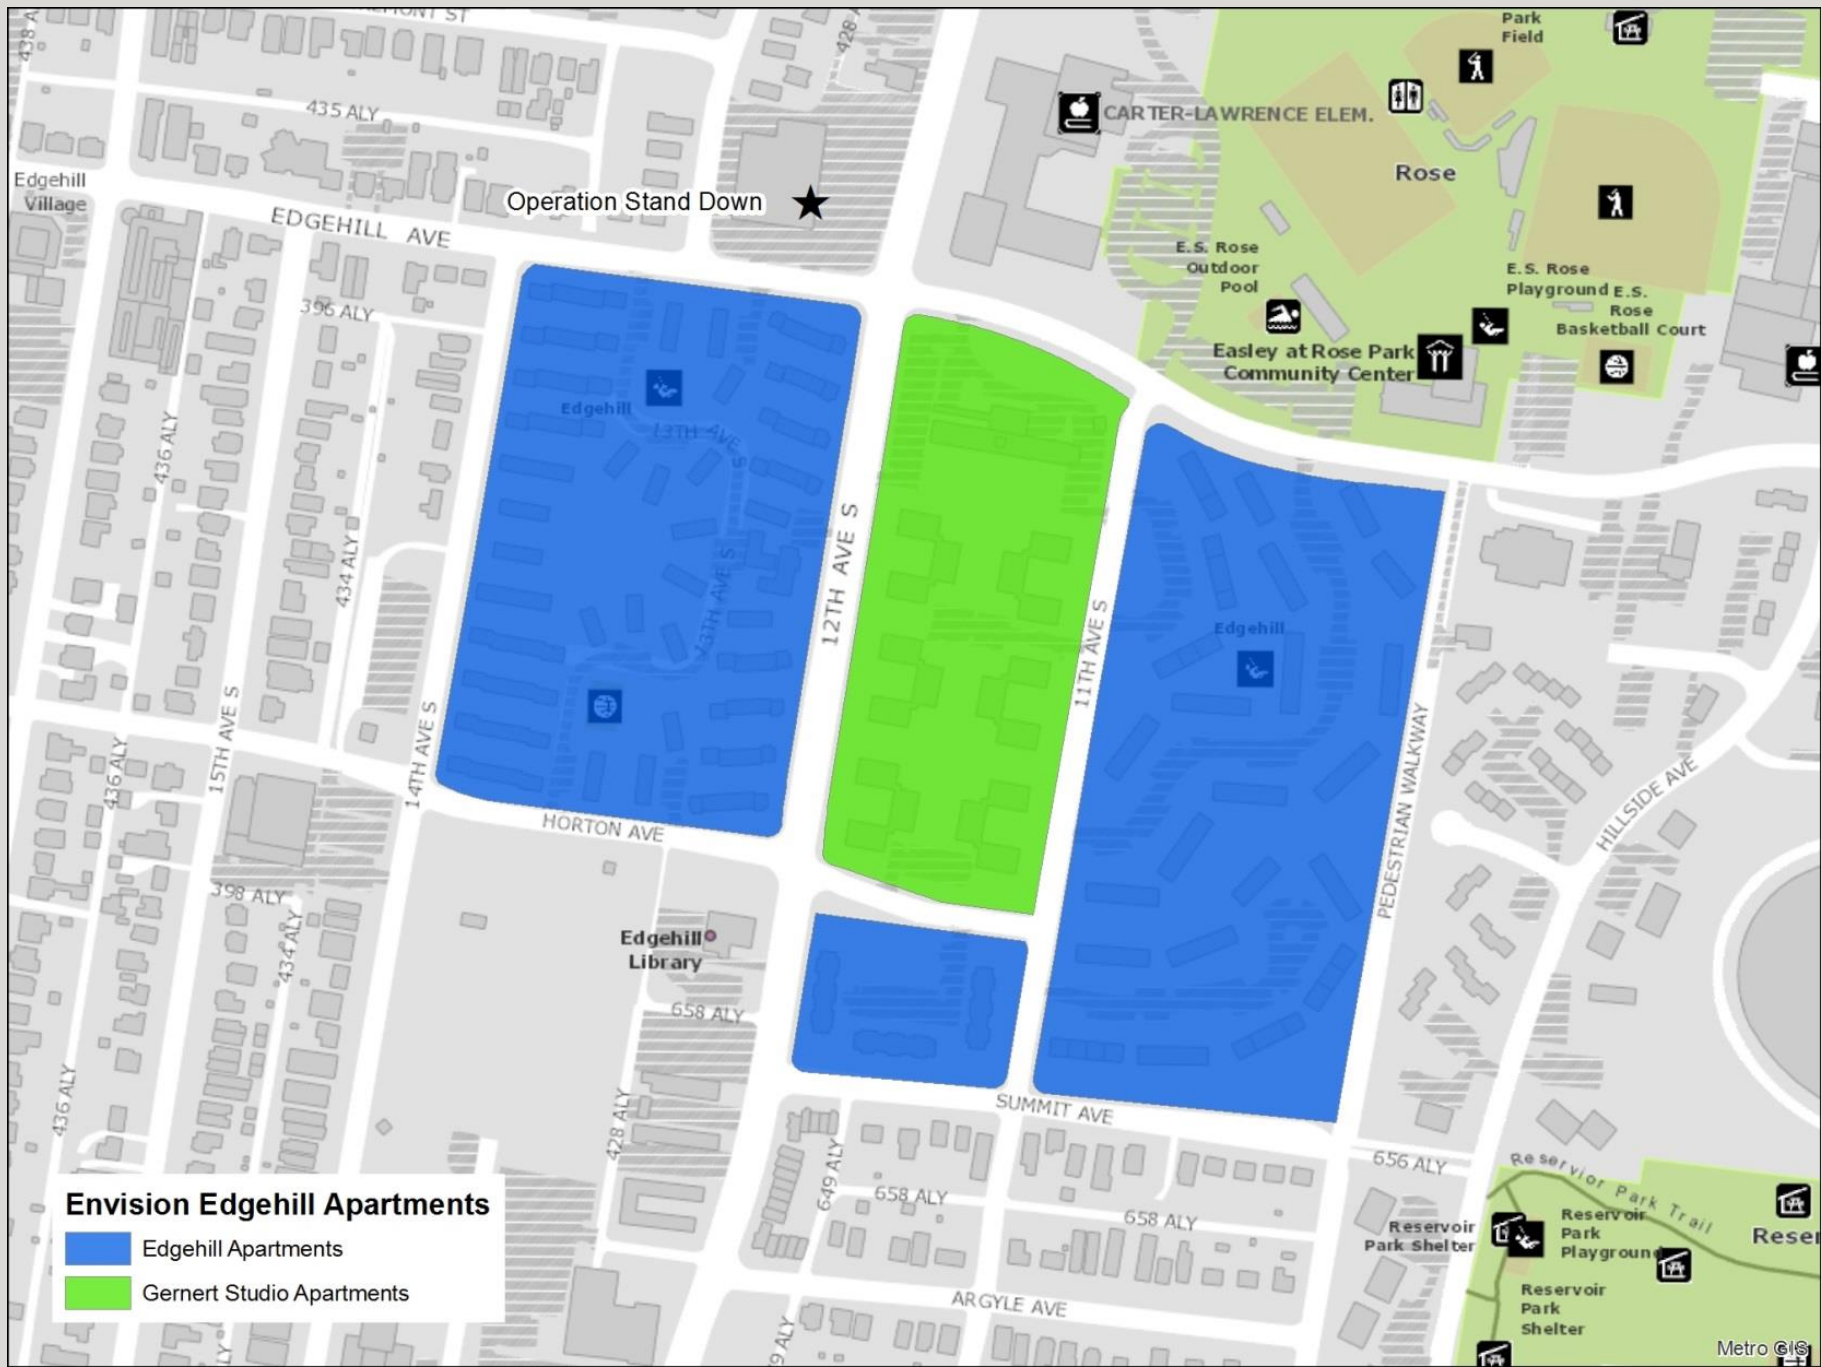 435 ALY
CARTER-LAWRENCE ELEM.
Park
Field
Rose
Edgehill
Village
EDGEHILL AVE
Operation Stand Down
E.S. Rose
Outdoor
Pool
E.S. Rose
Playground
E.S.
Rose
Basketball Court
Easley at Rose Park
Community Center
396 ALY
436 ALY
434 ALY
Edgehill
13TH AVE S
13TH AVE S
12TH AVE S
11TH AVE S
Edgehill
PEDESTRIAN WALKWAY
HILLSIDE AVE
15TH AVE S
14TH AVE S
436 ALY
HORTON AVE
398 ALY
434 ALY
Edgehill
Library
658 ALY
428 ALY
436 ALY
SUMMIT AVE
649 ALY
658 ALY
658 ALY
656 ALY
Reservior Park Trail
Reservoir
Park Shelter
Reservoir
Park
Playground
Reser
Reservoir
Park
Shelter
ARGYLE AVE
Envision Edgehill Apartments
Edgehill Apartments
Gernert Studio Apartments
Metro GIS